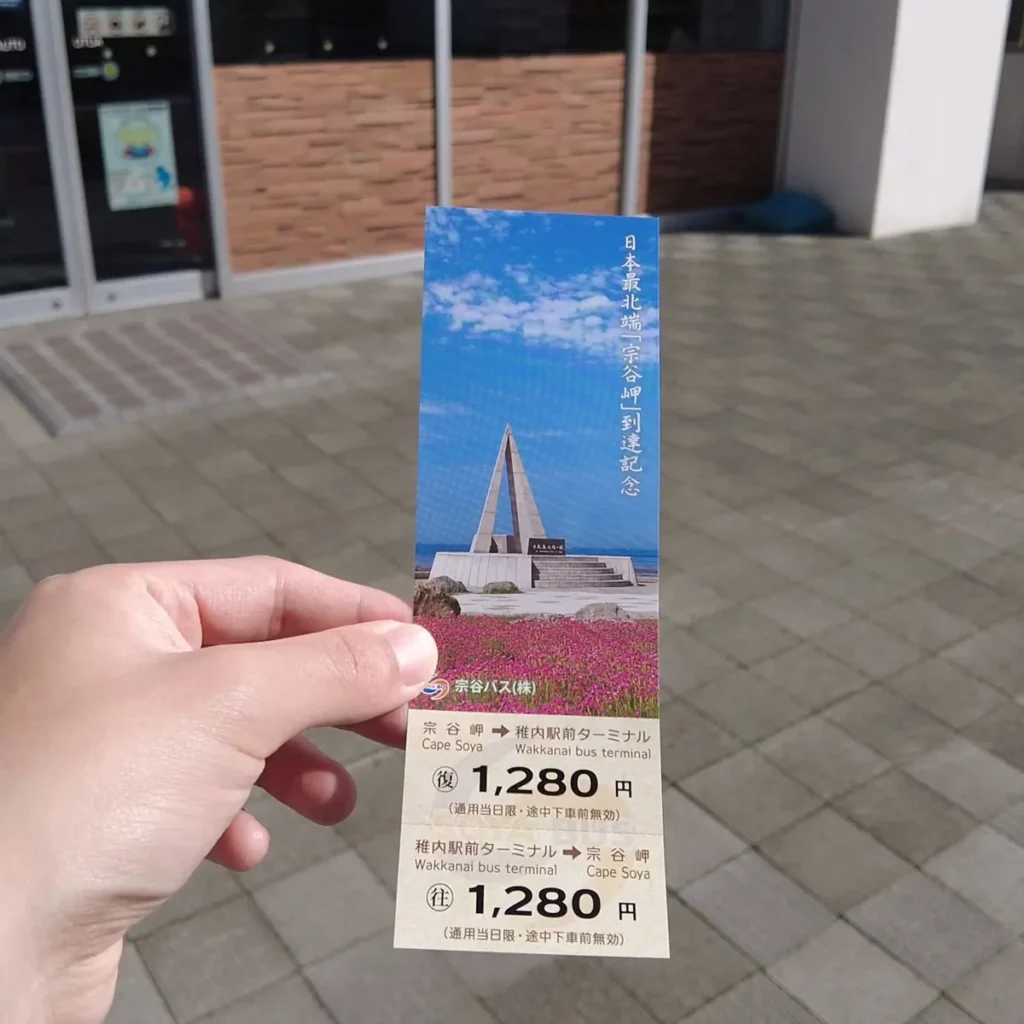 AUTO
日本最北端「宗谷岬」到達記念
宗谷バス(株)
宗谷岬 ➡ 稚内駅前ターミナル
Cape Soya Wakkanai bus terminal
復 1,280 円
(通用当日限・途中下車前無効)
稚内駅前ターミナル ➡ 宗谷岬
Wakkanai bus terminal Cape Soya
往 1,280 円
(通用当日限・途中下車前無効)